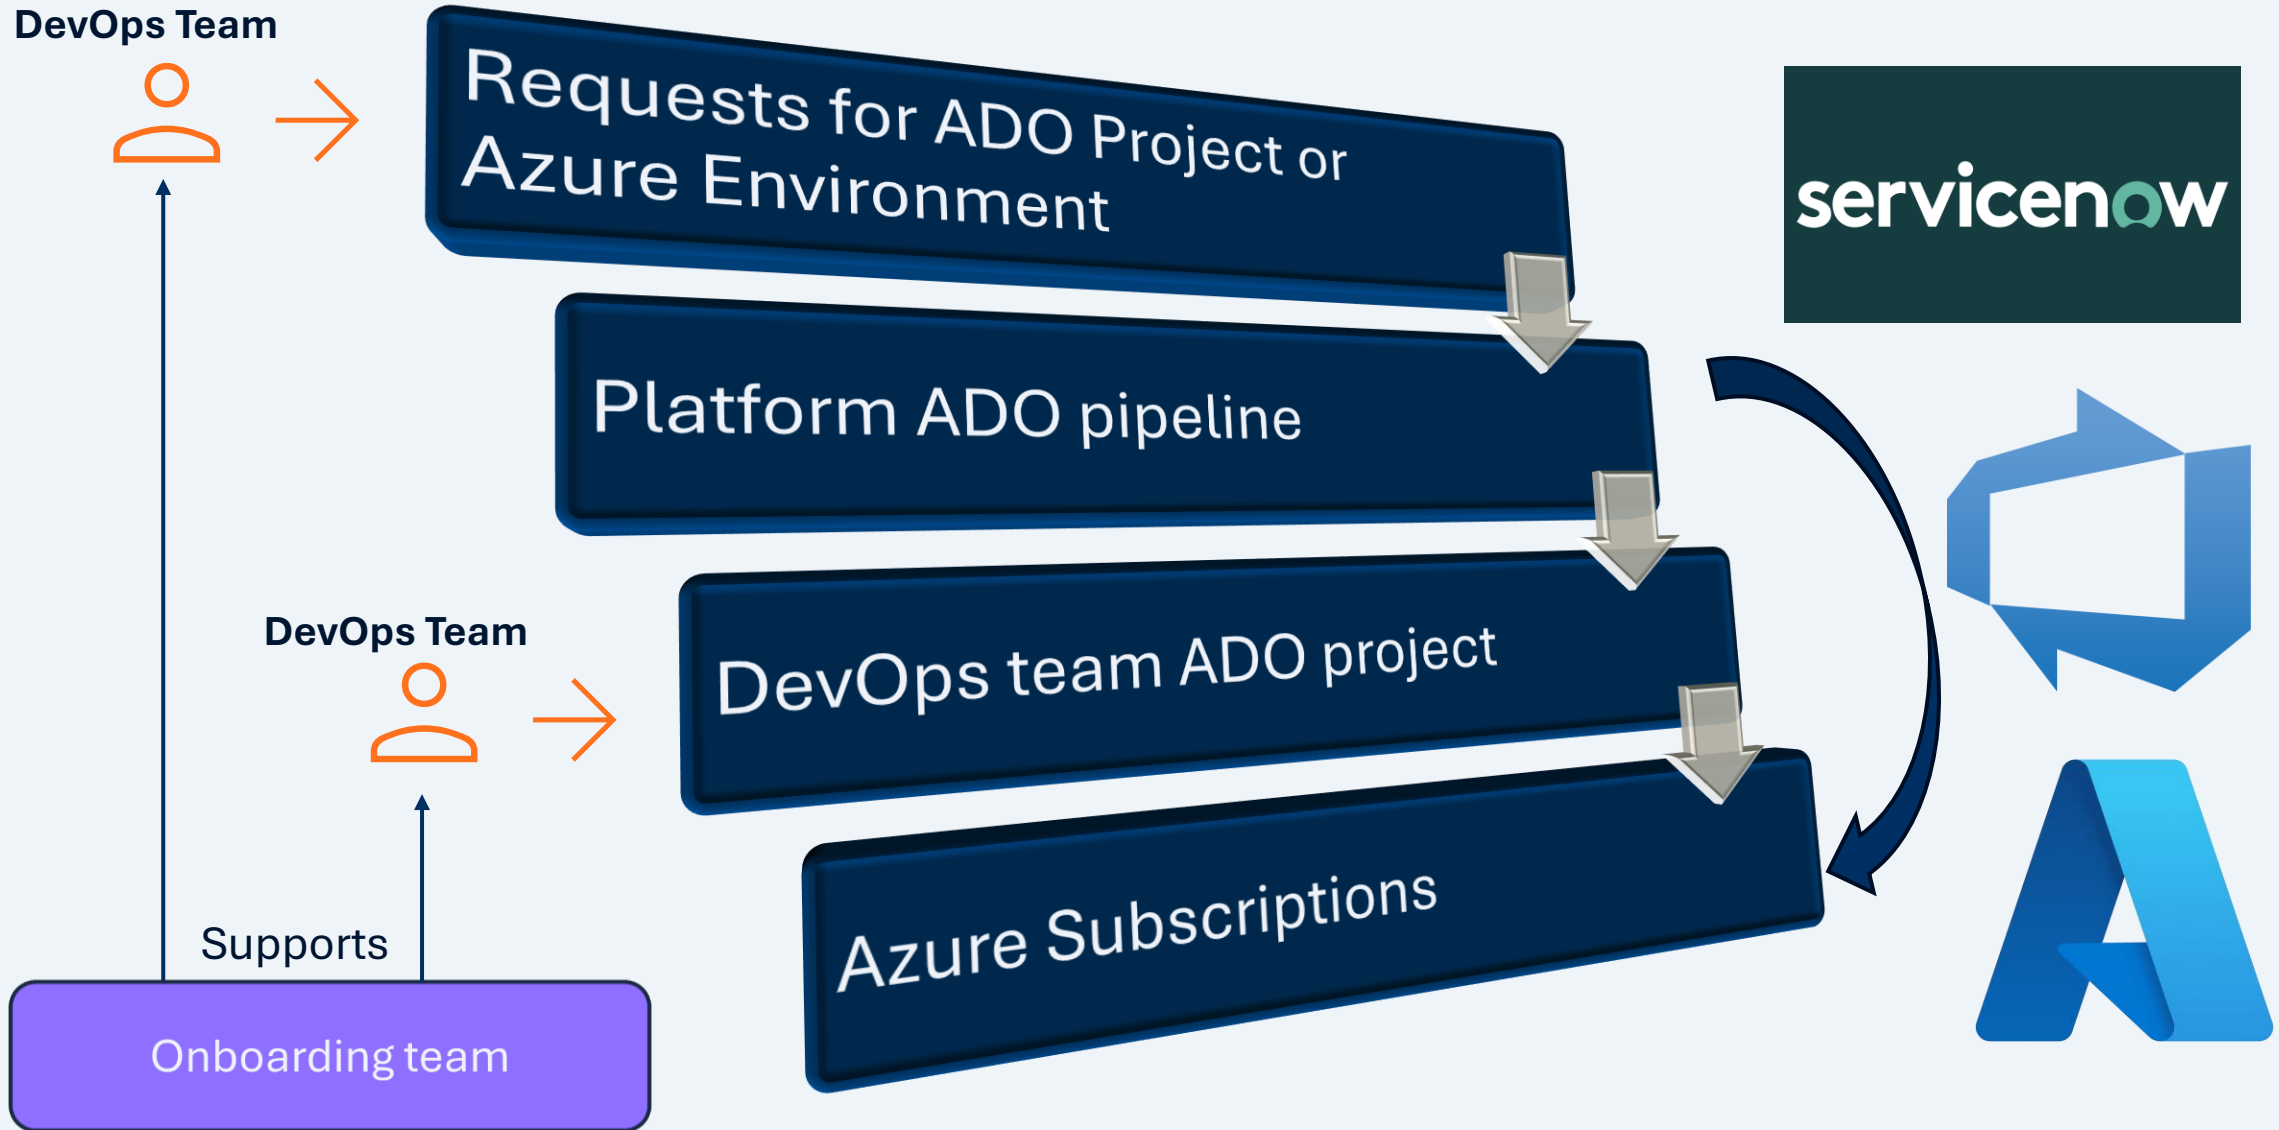 DevOps Team
Requests for ADO Project or
Azure Environment
servicenow
Platform ADO pipeline
DevOps Team
DevOps team ADO project
Azure Subscriptions
Supports
Onboarding team